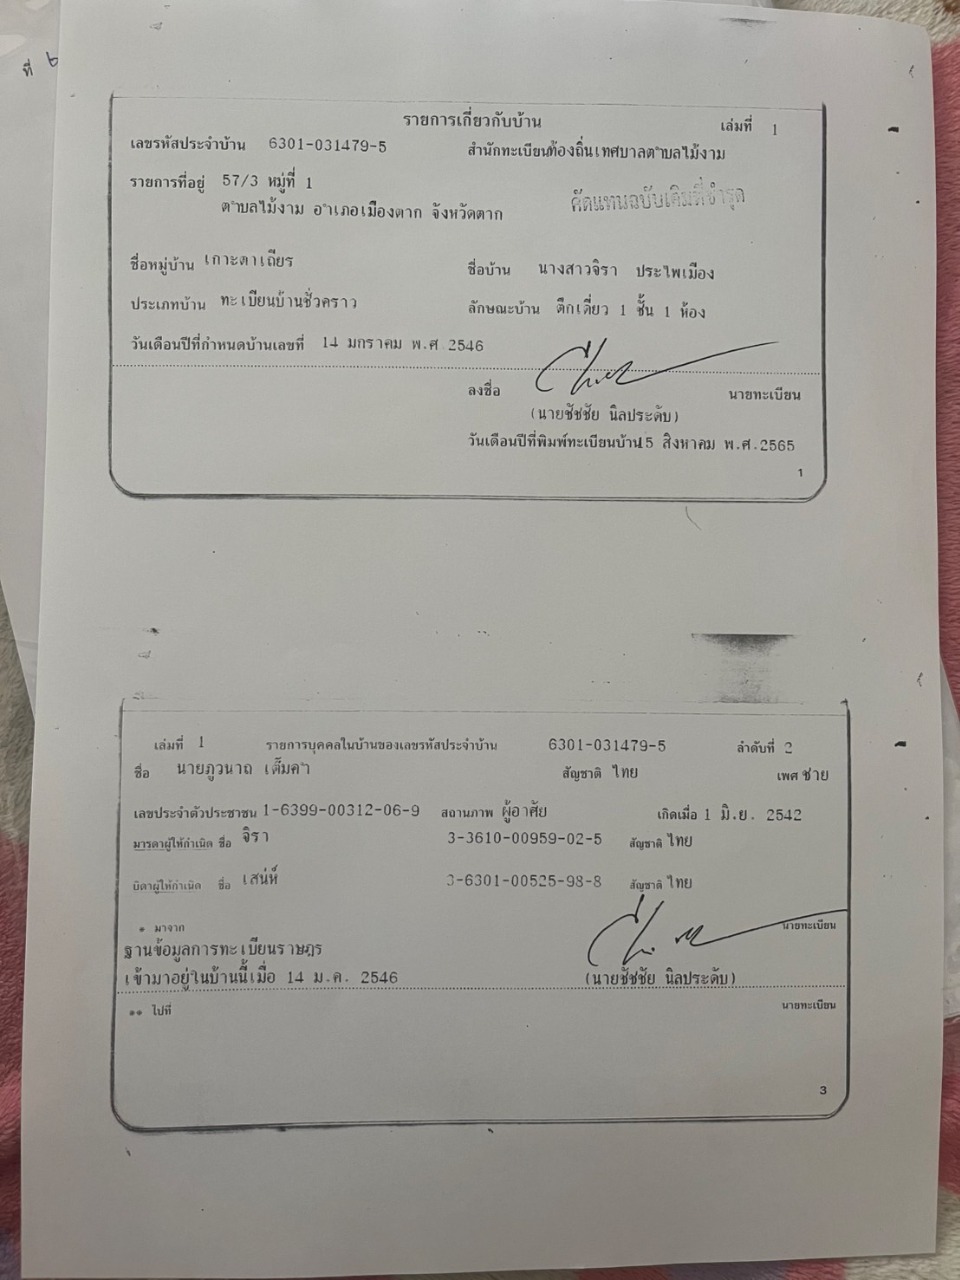 ที่ ๖
รายการเกี่ยวกับบ้าน เล่มที่ 1
เลขรหัสประจำบ้าน 6301-031479-5 สำนักทะเบียนท้องถิ่นเทศบาลตำบลไม้งาม
รายการที่อยู่ 57/3 หมู่ที่ 1 คัดแทนฉบับเดิมที่ชำรุด
ตำบลไม้งาม อำเภอเมืองตาก จังหวัดตาก
ชื่อหมู่บ้าน เกาะตาเถียร ชื่อบ้าน นางสาวจิรา ประไพเมือง
ประเภทบ้าน ทะเบียนบ้านชั่วคราว ลักษณะบ้าน ตึกเดี่ยว 1 ชั้น 1 ห้อง
วันเดือนปีที่กำหนดบ้านเลขที่ 14 มกราคม พ.ศ 2546
ลงชื่อ นายทะเบียน
(นายชัชชัย นิลประดับ)
วันเดือนปีที่พิมพ์ทะเบียนบ้าน15 สิงหาคม พ.ศ.2565
1
เล่มที่ 1 รายการบุคคลในบ้านของเลขรหัสประจำบ้าน 6301-031479-5 ลำดับที่ 2
ชื่อ นายภูวนาถ เต็มคำ สัญชาติ ไทย เพศ ชาย
เลขประจำตัวประชาชน 1-6399-00312-06-9 สถานภาพ ผู้อาศัย เกิดเมื่อ 1 มิ.ย. 2542
มารดาผู้ให้กำเนิด ชื่อ จิรา 3-3610-00959-02-5 สัญชาติ ไทย
บิดาผู้ให้กำเนิด ชื่อ เสน่ห์ 3-6301-00525-98-8 สัญชาติ ไทย
* มาจาก นายทะเบียน
ฐานข้อมูลการทะเบียนราษฎร
เข้ามาอยู่ในบ้านนี้เมื่อ 14 ม.ค. 2546 (นายชัชชัย นิลประดับ)
** ไปที่ นายทะเบียน
3